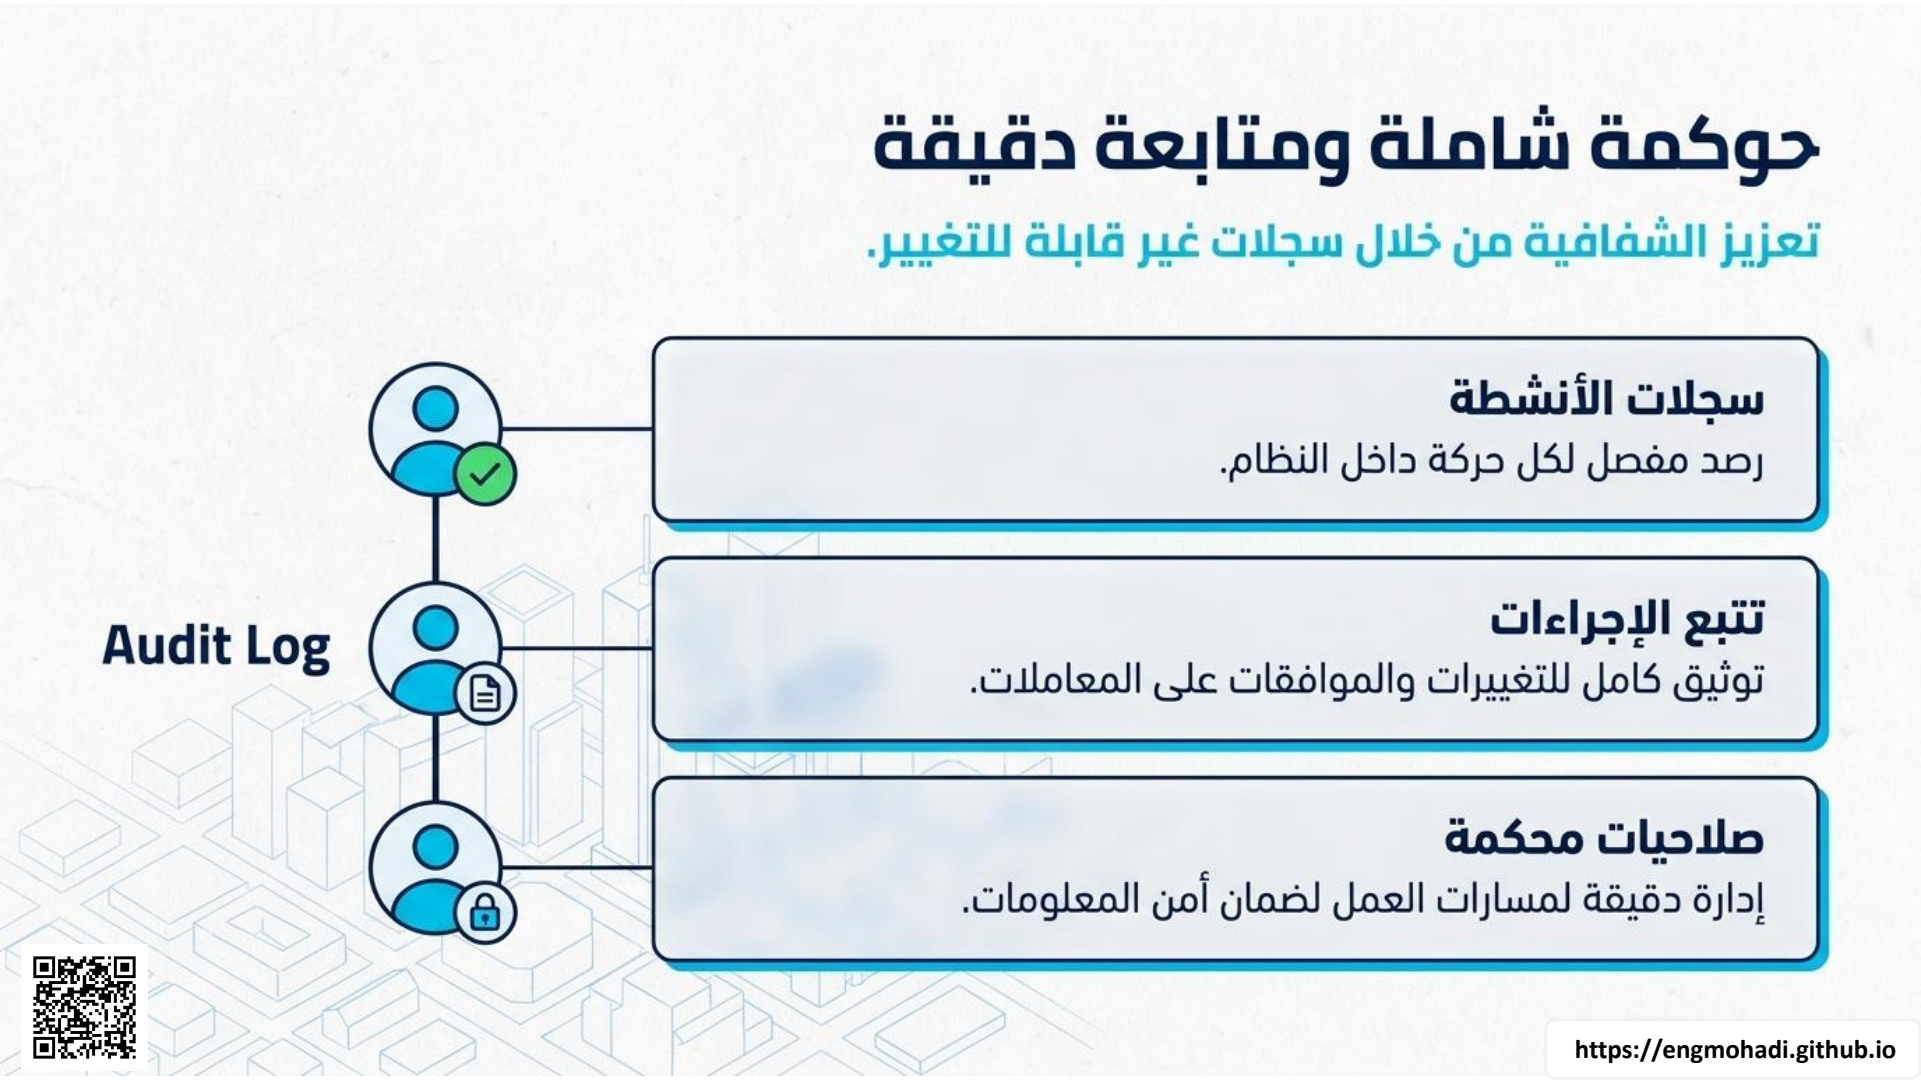 حوكمة شاملة ومتابعة دقيقة
تعزيز الشفافية من خلال سجلات غير قابلة للتغيير.
سجلات الأنشطة
رصد مفصل لكل حركة داخل النظام.
تتبع الإجراءات
توثيق كامل للتغييرات والموافقات على المعاملات.
Audit Log
صلاحيات محكمة
إدارة دقيقة لمسارات العمل لضمان أمن المعلومات.
https://engmohadi.github.io